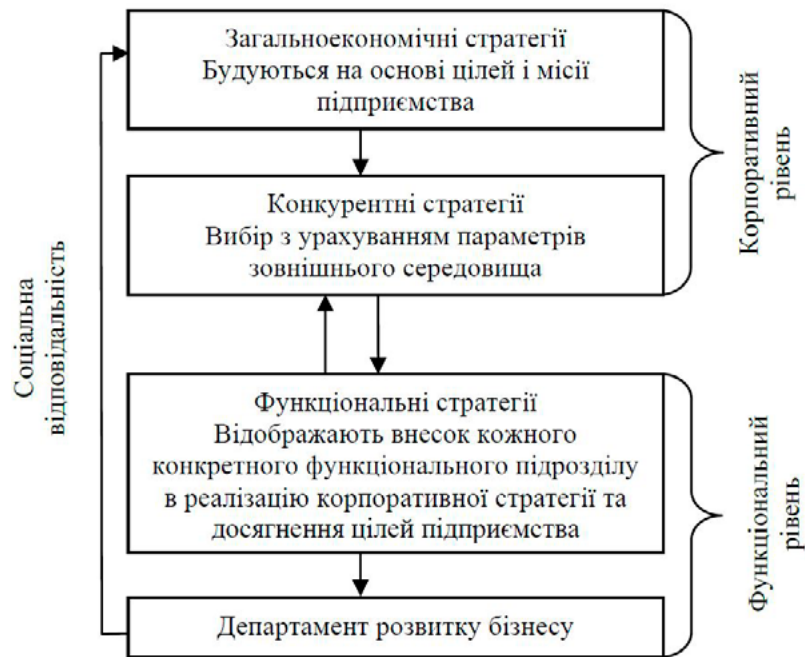 Загальноекономічні стратегії
Будуються на основі цілей і місії
підприємства
Корпоративний
рівень
Конкурентні стратегії
Вибір з урахуванням параметрів
зовнішнього середовища
Соціальна
відповідальність
Функціональні стратегії
Відображають внесок кожного
конкретного функціонального підрозділу
в реалізацію корпоративної стратегії та
досягнення цілей підприємства
Функціональний
рівень
Департамент розвитку бізнесу